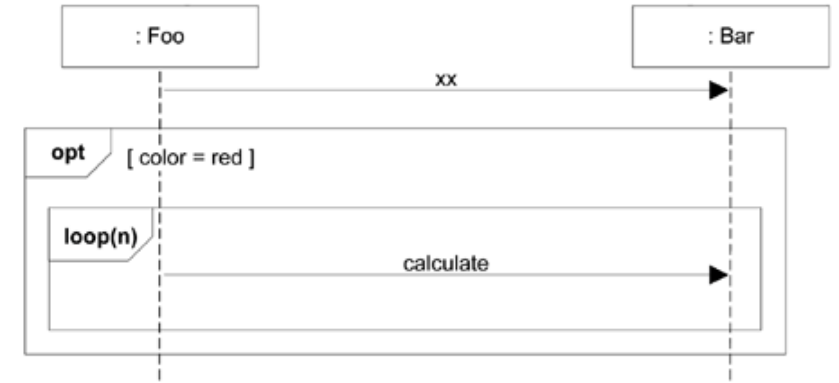 : Foo
: Bar
xx
opt
[ color = red ]
loop(n)
calculate